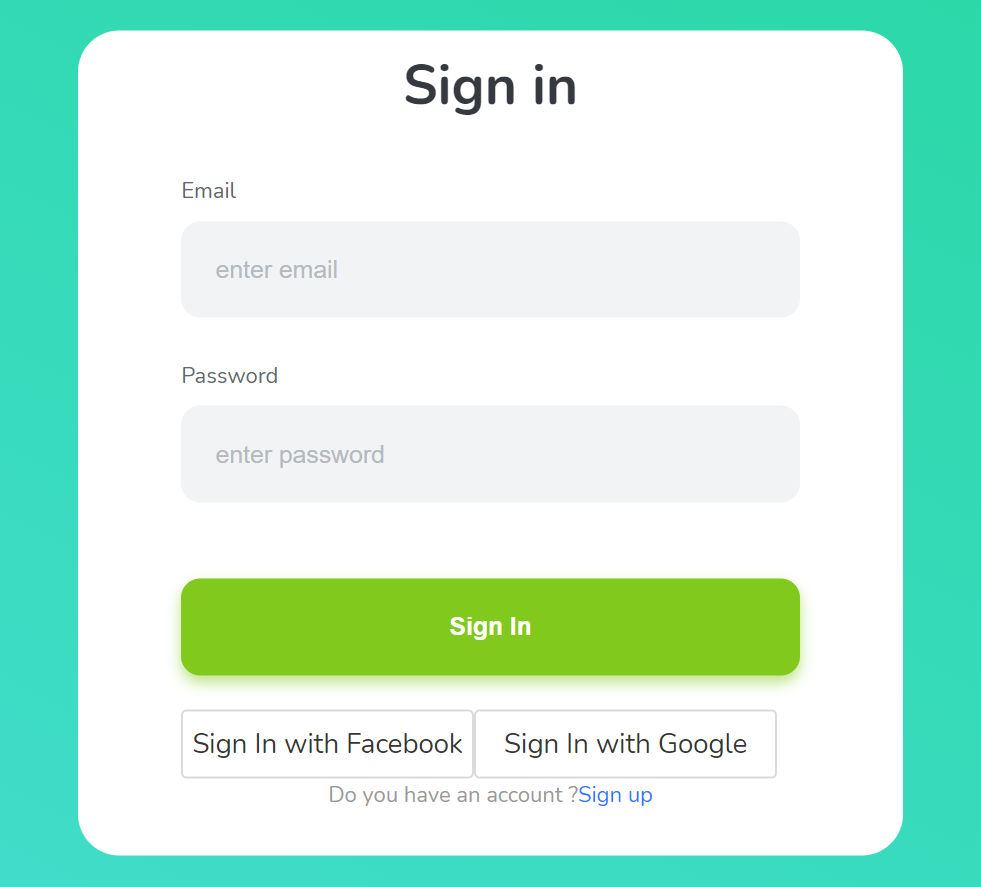 Sign in
Email
enter email
Password
enter password
Sign In
Sign In with Facebook Sign In with Google
Do you have an account ?Sign up